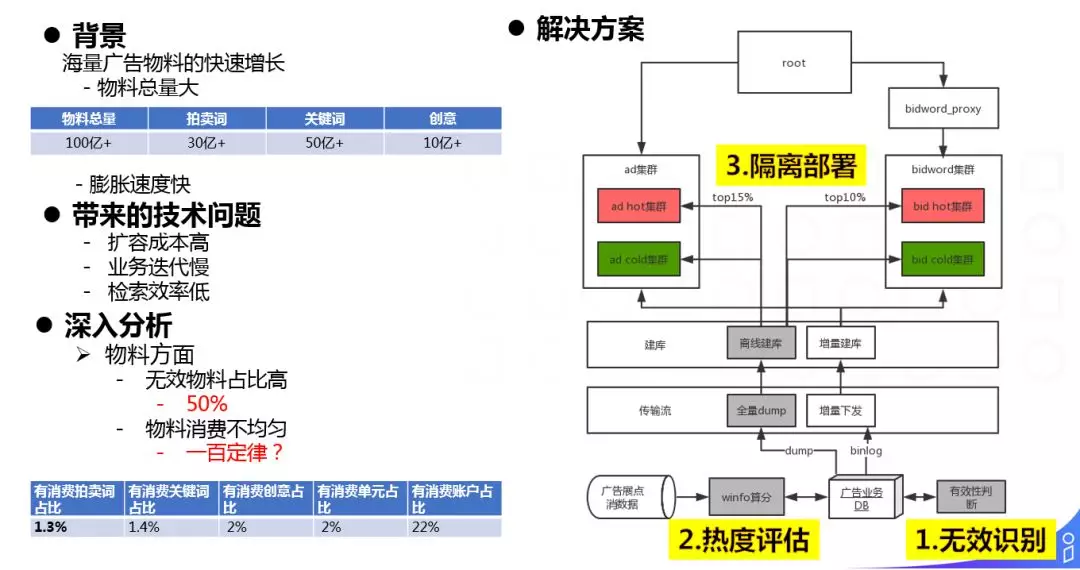 ● 背景
海量广告物料的快速增长
- 物料总量大
物料总量 拍卖词 关键词 创意
100亿+ 30亿+ 50亿+ 10亿+
- 膨胀速度快
● 带来的技术问题
- 扩容成本高
- 业务迭代慢
- 检索效率低
● 深入分析
➢ 物料方面
- 无效物料占比高
- 50%
- 物料消费不均匀
- 一百定律？
有消费拍卖词占比 有消费关键词占比 有消费创意占比 有消费单元占比 有消费账户占比
1.3% 1.4% 2% 2% 22%
● 解决方案
root
bidword_proxy
3.隔离部署
ad集群
bidword集群
ad hot集群
top15%
top10%
bid hot集群
ad cold集群
bid cold集群
建库
离线建库
增量建库
传输流
全量dump
增量下发
dump
binlog
广告展点
消数据
winfo算分
广告业务
DB
有效性判
断
2.热度评估
1.无效识别